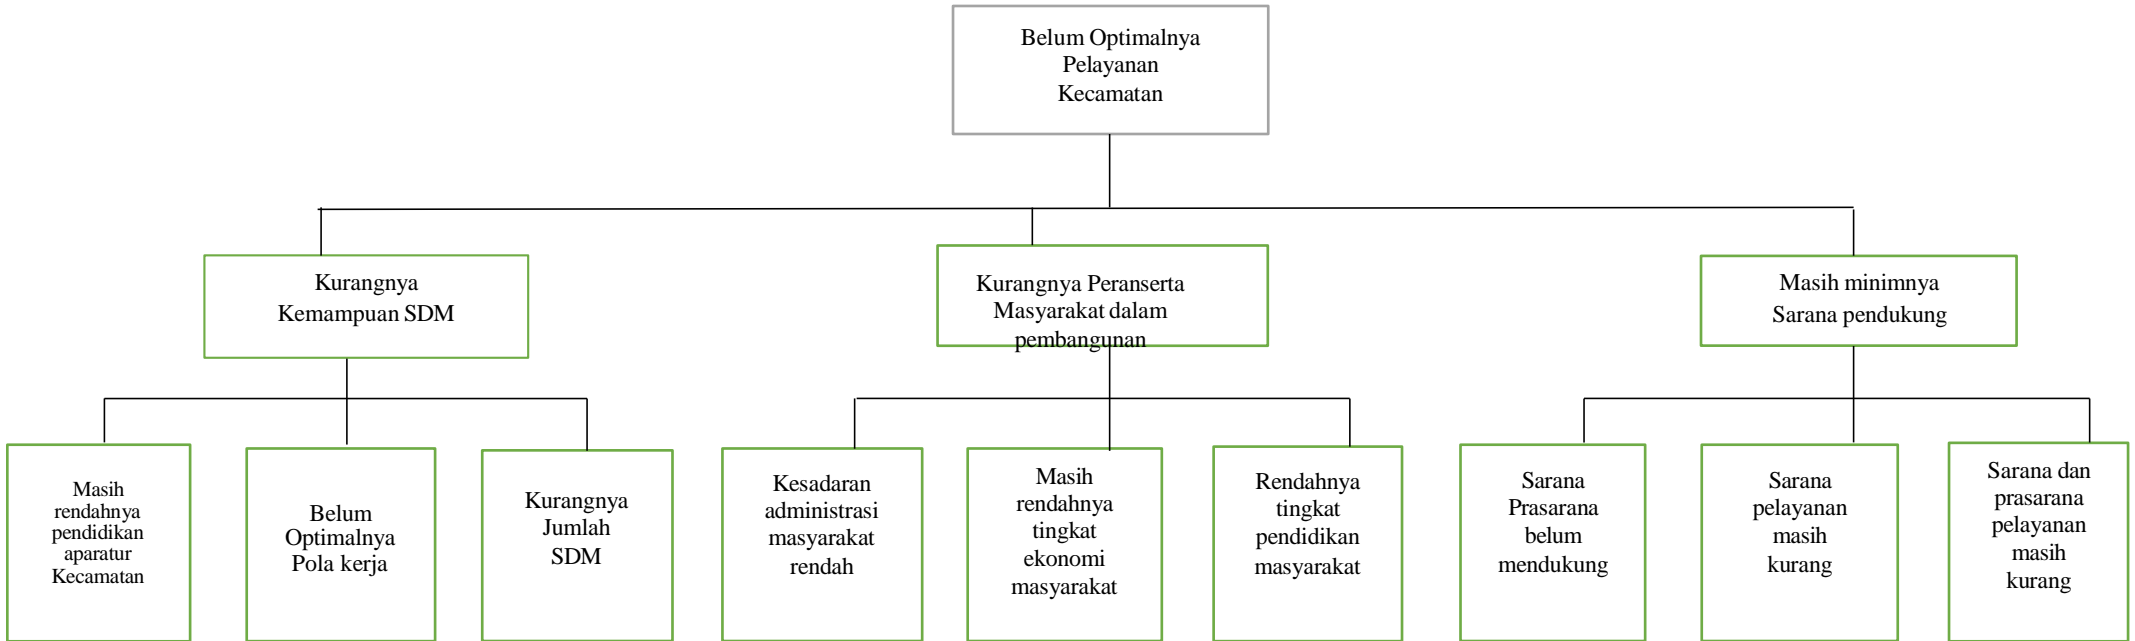 Belum Optimalnya
Pelayanan
Kecamatan
Kurangnya
Kemampuan SDM
Kurangnya Peranserta
Masyarakat dalam
pembangunan
Masih minimnya
Sarana pendukung
Masih
rendahnya
pendidikan
aparatur
Kecamatan
Belum
Optimalnya
Pola kerja
Kurangnya
Jumlah
SDM
Kesadaran
administrasi
masyarakat
rendah
Masih
rendahnya
tingkat
ekonomi
masyarakat
Rendahnya
tingkat
pendidikan
masyarakat
Sarana
Prasarana
belum
mendukung
Sarana
pelayanan
masih
kurang
Sarana dan
prasarana
pelayanan
masih
kurang